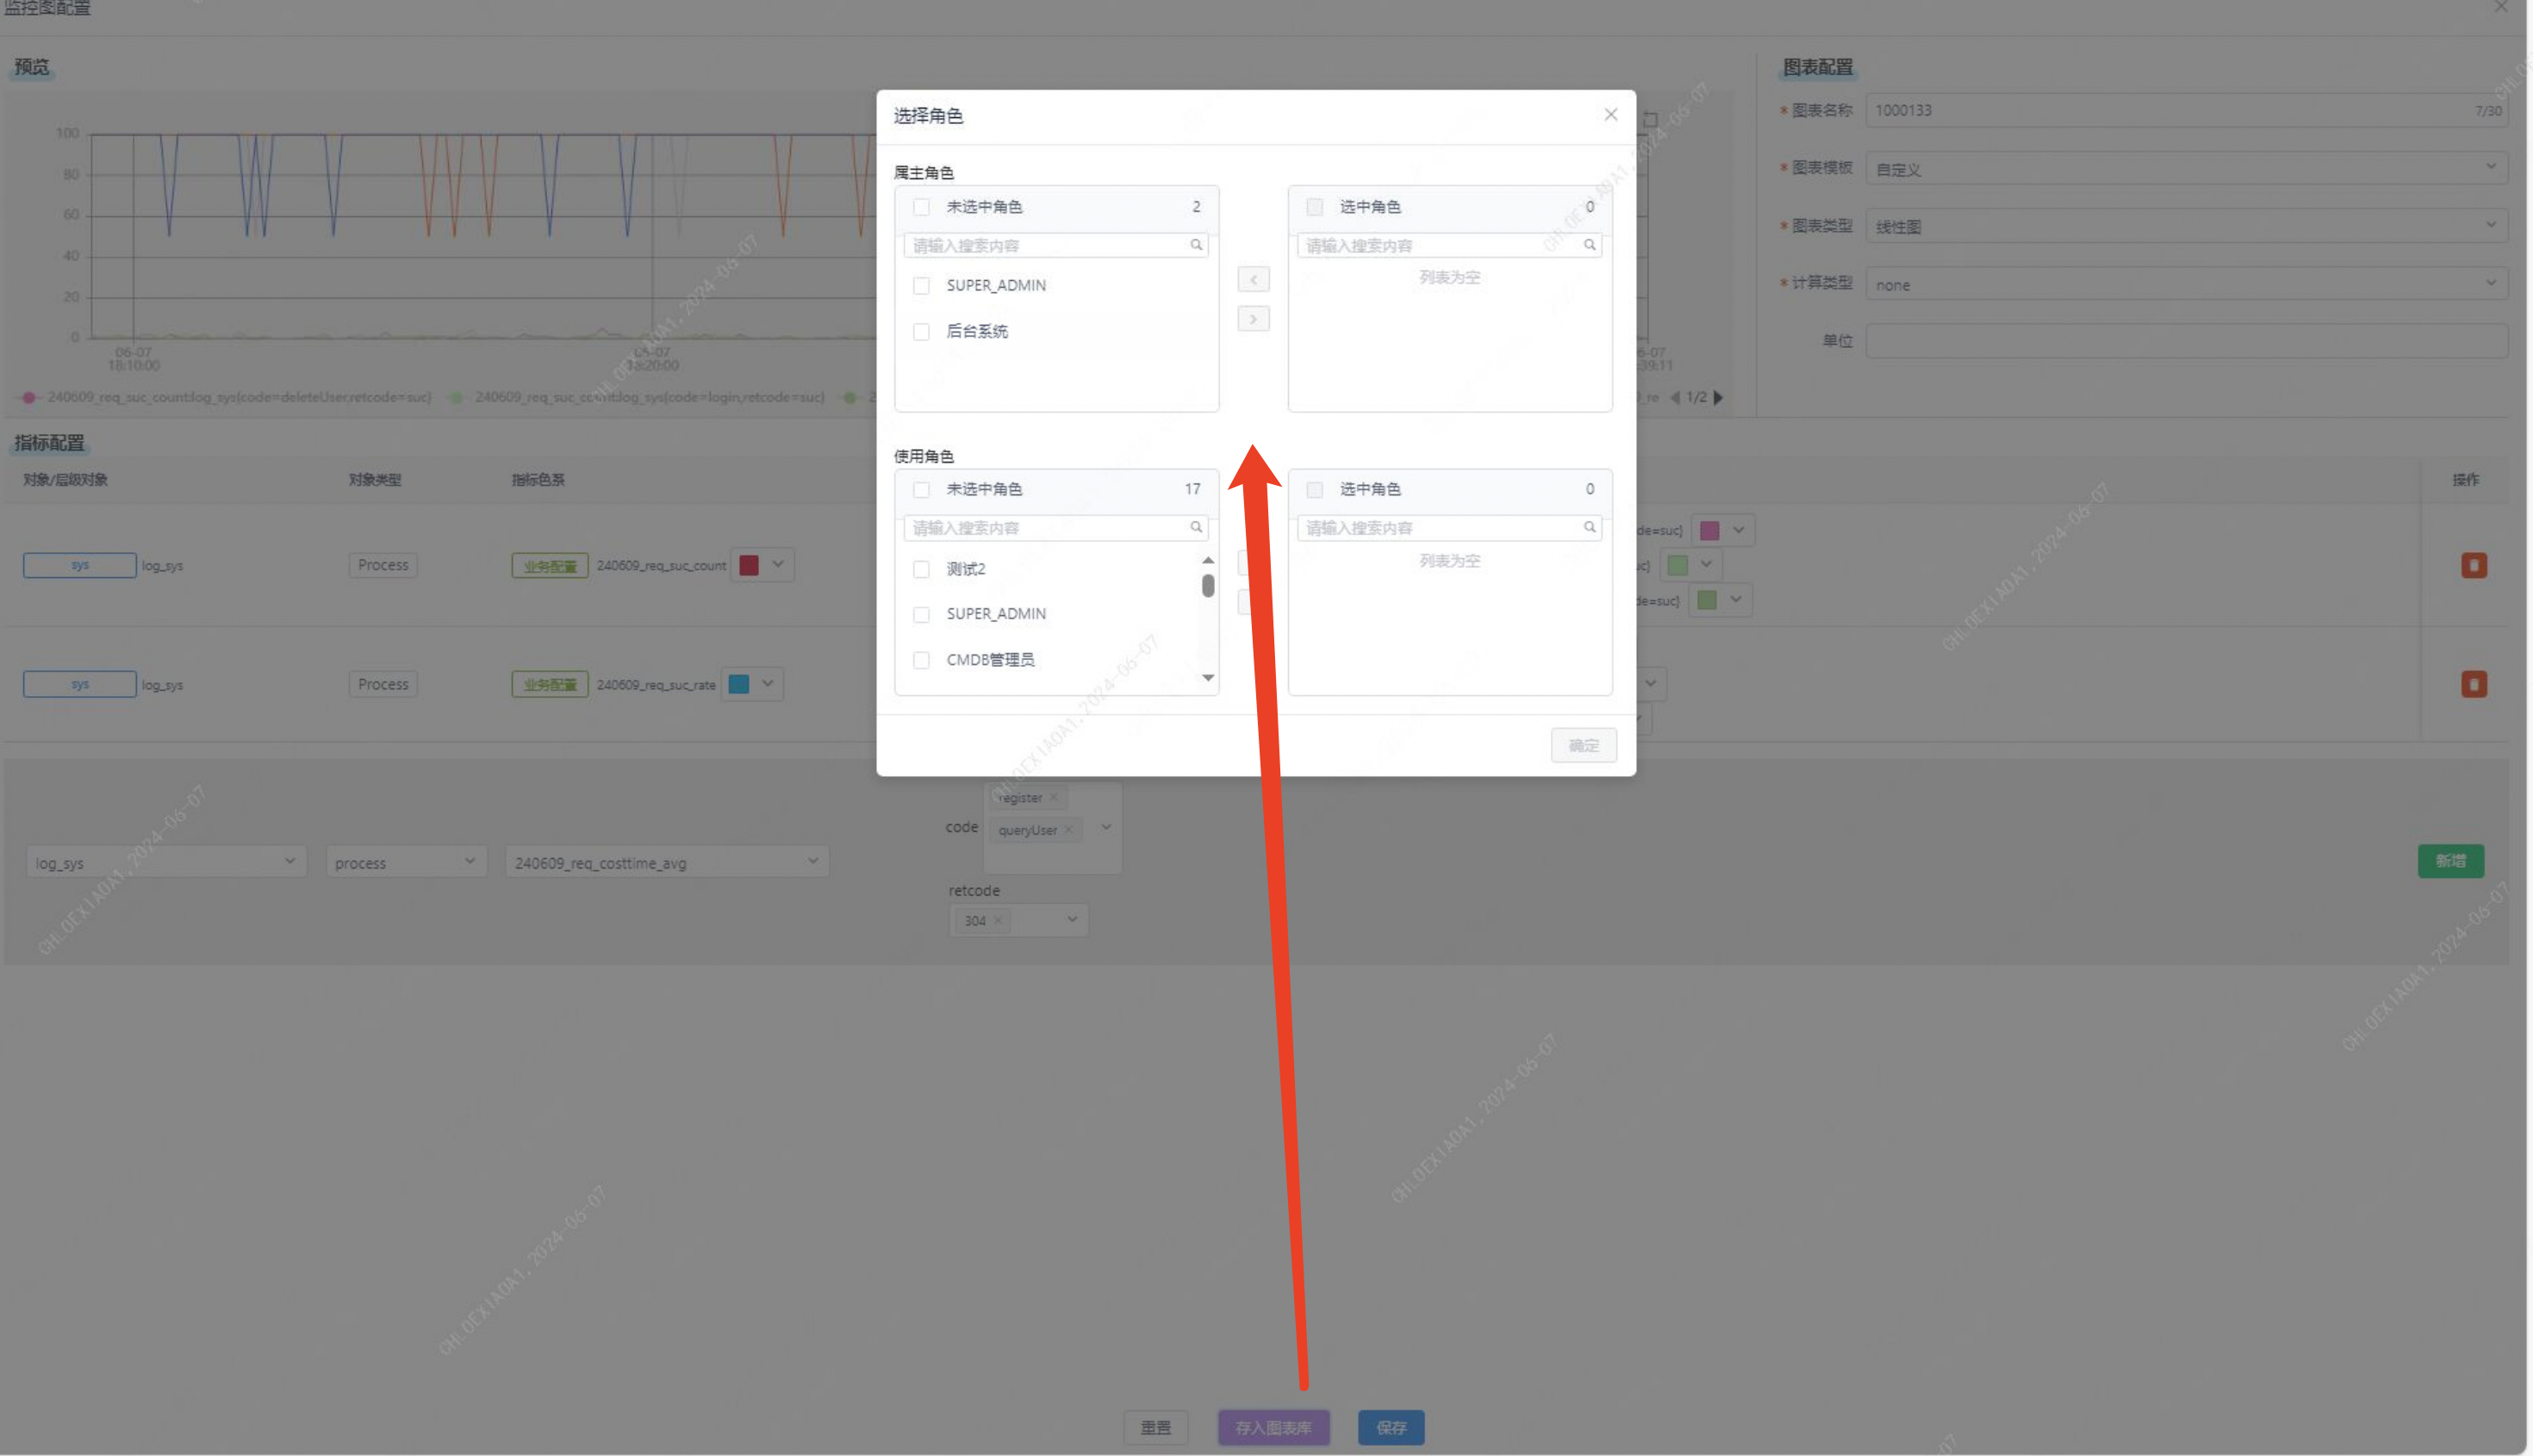 监控图配置
预览
100
80
60
40
20
0
06-07
18:10:00
06-07
18:20:00
6-07
:39:11
240609_req_suc_count:log_sys{code=deleteUser,retcode=suc}
240609_req_suc_count:log_sys{code=login,retcode=suc}
2
_re
1/2
图表配置
* 图表名称
1000133
7/30
* 图表模板
自定义
* 图表类型
线性图
* 计算类型
none
单位
选择角色
属主角色
未选中角色
2
请输入搜索内容
SUPER_ADMIN
后台系统
选中角色
0
请输入搜索内容
列表为空
使用角色
未选中角色
17
请输入搜索内容
测试2
SUPER_ADMIN
CMDB管理员
选中角色
0
请输入搜索内容
列表为空
确定
指标配置
对象/层级对象
对象类型
指标色系
操作
sys
log_sys
Process
业务配置
240609_req_suc_count
de=suc}
uc}
de=suc}
sys
log_sys
Process
业务配置
240609_req_suc_rate
log_sys
process
240609_req_costtime_avg
code
register
queryUser
retcode
304
新增
重置
存入图表库
保存
CHLOEXIAOA1, 2024-06-07